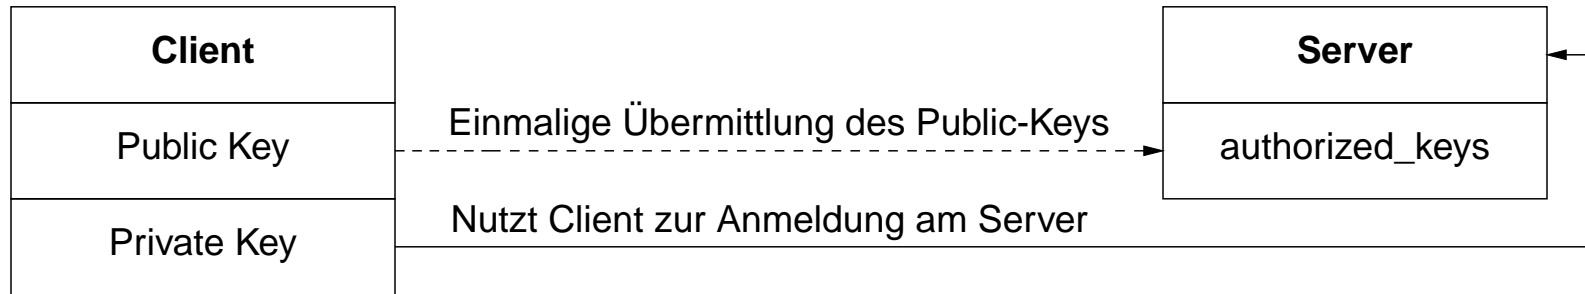 Client
Server
Public Key
Einmalige Übermittlung des Public-Keys
authorized_keys
Private Key
Nutzt Client zur Anmeldung am Server